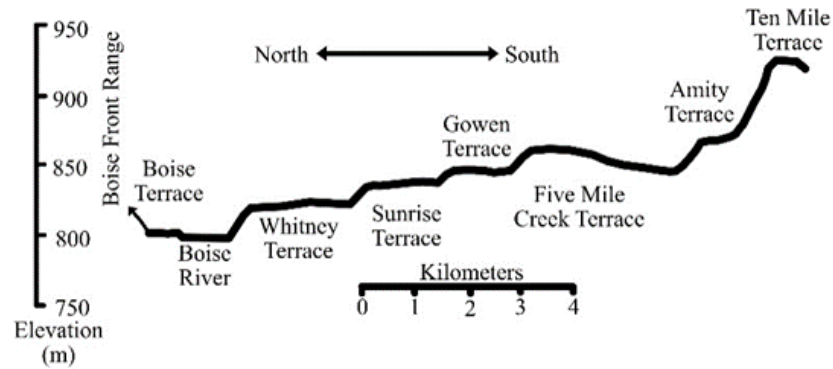 950
900
850
800
750
Elevation
(m)
Boise Front Range
North
South
Boise
Terrace
Boise
River
Whitney
Terrace
Sunrise
Terrace
Gowen
Terrace
Five Mile
Creek Terrace
Amity
Terrace
Ten Mile
Terrace
Kilometers
0 1 2 3 4